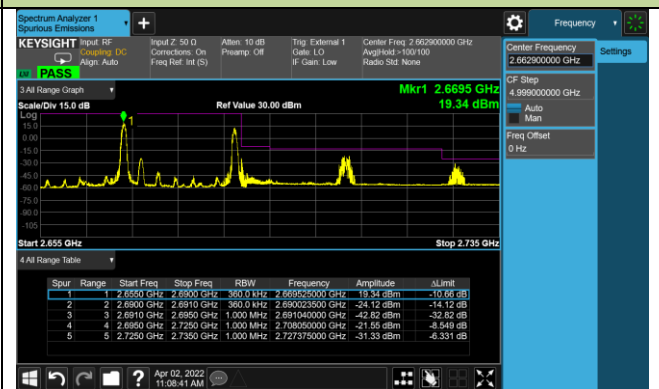 Spectrum Analyzer 1
Spurious Emissions
Frequency
KEYSIGHT
Input: RF
Coupling: DC
Align: Auto
Input Z: 50 Ω
Corrections: On
Freq Ref: Int (S)
Atten: 10 dB
Preamp: Off
Trig: External 1
Gate: LO
IF Gain: Low
Center Freq: 2.662900000 GHz
Avg|Hold:>100/100
Radio Std: None
PASS
Center Frequency
2.662900000 GHz
Settings
CF Step
4.999000000 GHz
Auto
Man
Freq Offset
0 Hz
3 All Range Graph
Mkr1 2.6695 GHz
Scale/Div 15.0 dB
Ref Value 30.00 dBm
19.34 dBm
Log
1
15.0
0.00
-15.0
-30.0
-45.0
-60.0
-75.0
-90.0
-105
Start 2.655 GHz
Stop 2.735 GHz
4 All Range Table
Spur Range Start Freq Stop Freq RBW Frequency Amplitude ΔLimit
1 1 2.6550 GHz 2.6900 GHz 360.0 kHz 2.669525000 GHz 19.34 dBm -10.66 dB
2 2 2.6900 GHz 2.6910 GHz 360.0 kHz 2.690023500 GHz -24.12 dBm -14.12 dB
3 3 2.6910 GHz 2.6950 GHz 1.000 MHz 2.691040000 GHz -42.82 dBm -32.82 dB
4 4 2.6950 GHz 2.7250 GHz 1.000 MHz 2.708050000 GHz -21.55 dBm -8.549 dB
5 5 2.7250 GHz 2.7350 GHz 1.000 MHz 2.727375000 GHz -31.33 dBm -6.331 dB
Apr 02, 2022
11:08:41 AM